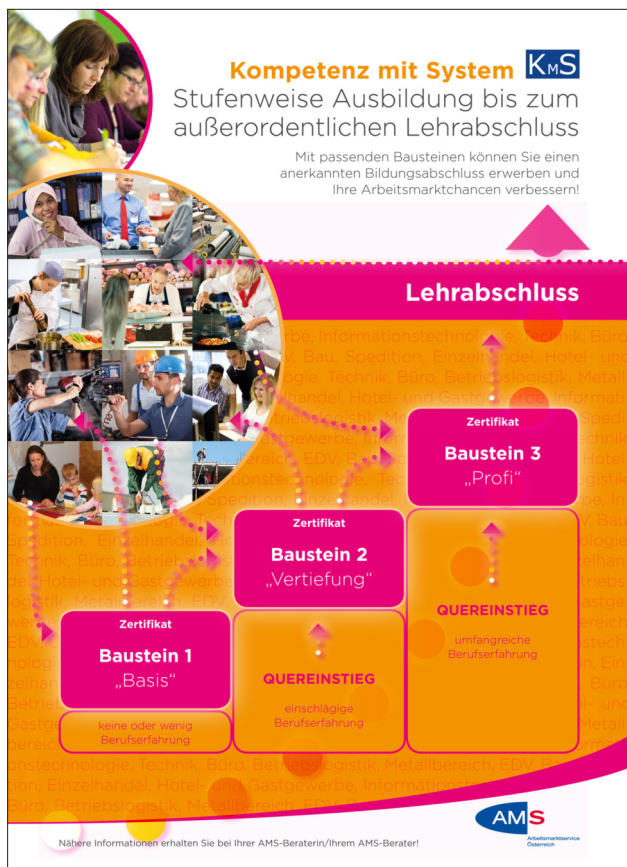 Kompetenz mit System KMS
Stufenweise Ausbildung bis zum
außerordentlichen Lehrabschluss
Mit passenden Bausteinen können Sie einen
anerkannten Bildungsabschluss erwerben und
Ihre Arbeitsmarktchancen verbessern!
Lehrabschluss
Zertifikat
Baustein 3
„Profi“
Zertifikat
Baustein 2
„Vertiefung“
QUEREINSTIEG
umfangreiche
Berufserfahrung
Zertifikat
Baustein 1
„Basis“
QUEREINSTIEG
einschlägige
Berufserfahrung
keine oder wenig
Berufserfahrung
AMS
Arbeitsmarktservice
Österreich
Nähere Informationen erhalten Sie bei Ihrer AMS-Beraterin/Ihrem AMS-Berater!